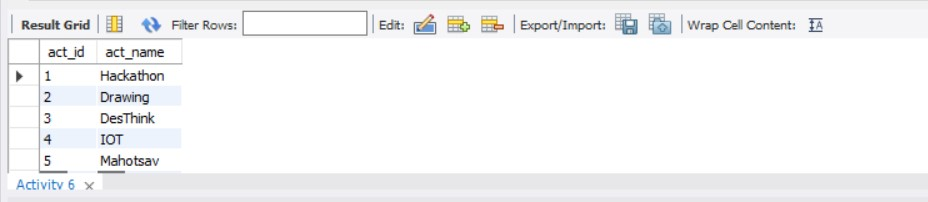 Result Grid Filter Rows: Edit: Export/Import: Wrap Cell Content: IA
act_id act_name
1 Hackathon
2 Drawing
3 DesThink
4 IOT
5 Mahotsav
Activity 6 ×